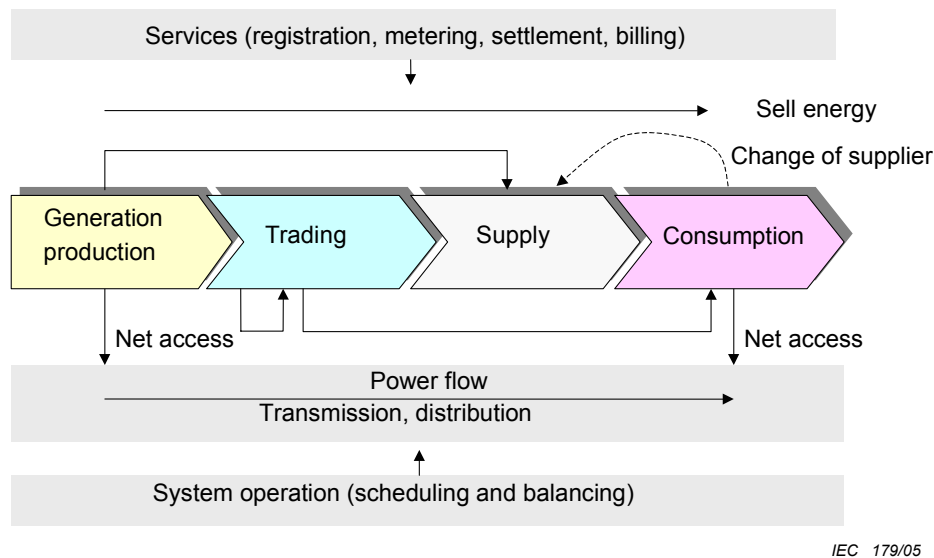 Services (registration, metering, settlement, billing)
Sell energy
Change of supplier
Generation
production
Trading
Supply
Consumption
Net access
Net access
Power flow
Transmission, distribution
System operation (scheduling and balancing)
IEC 179/05